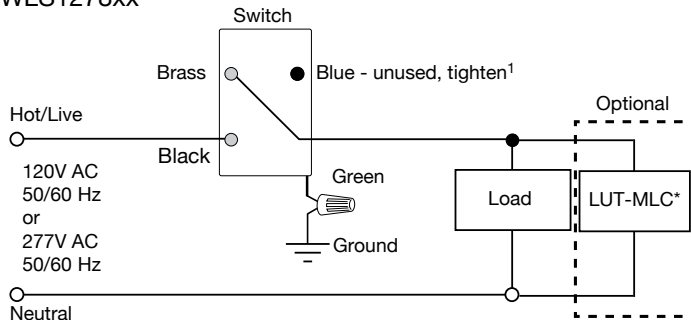 Switch
Brass
Blue - unused, tighten¹
Hot/Live
Optional
Black
120V AC
50/60 Hz
or
277V AC
50/60 Hz
Green
Load
LUT-MLC*
Ground
Neutral